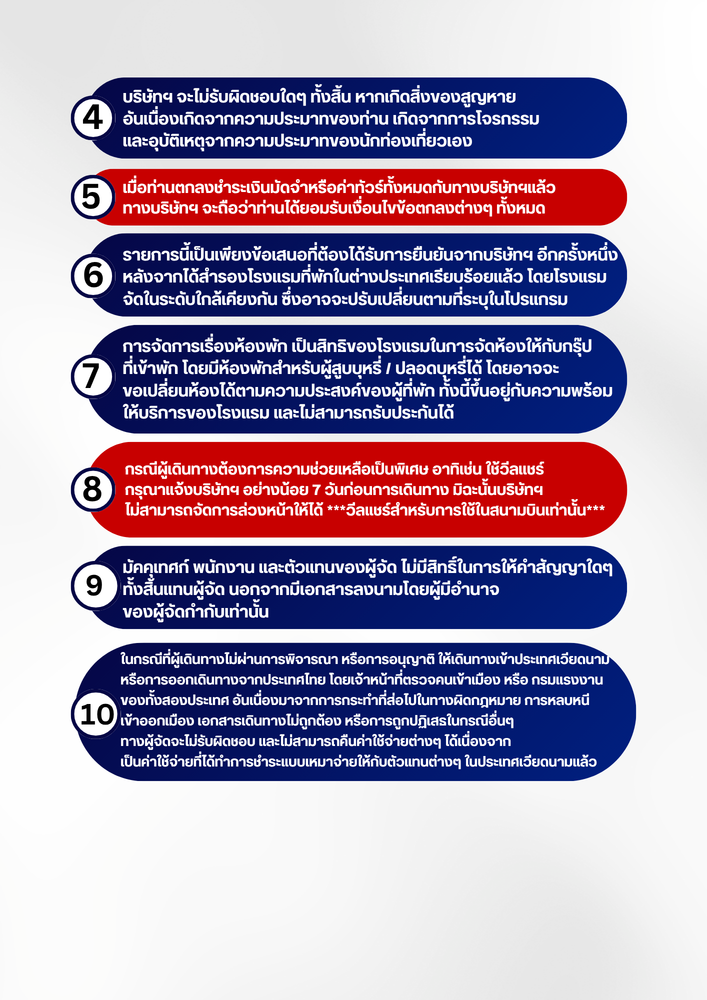 4
บริษัทฯ จะไม่รับผิดชอบใดๆ ทั้งสิ้น หากเกิดสิ่งของสูญหาย
อันเนื่องเกิดจากความประมาทของท่าน เกิดจากการโจรกรรม
และอุบัติเหตุจากความประมาทของนักท่องเที่ยวเอง
5
เมื่อท่านตกลงชำระเงินมัดจำหรือค่าทัวร์ทั้งหมดกับทางบริษัทฯแล้ว
ทางบริษัทฯ จะถือว่าท่านได้ยอมรับเงื่อนไขข้อตกลงต่างๆ ทั้งหมด
6
รายการนี้เป็นเพียงข้อเสนอที่ต้องได้รับการยืนยันจากบริษัทฯ อีกครั้งหนึ่ง
หลังจากได้สำรองโรงแรมที่พักในต่างประเทศเรียบร้อยแล้ว โดยโรงแรม
จัดในระดับใกล้เคียงกัน ซึ่งอาจจะปรับเปลี่ยนตามที่ระบุในโปรแกรม
7
การจัดการเรื่องห้องพัก เป็นสิทธิของโรงแรมในการจัดห้องให้กับกรุ๊ป
ที่เข้าพัก โดยมีห้องพักสำหรับผู้สูบบุหรี่ / ปลอดบุหรี่ได้ โดยอาจจะ
ขอเปลี่ยนห้องได้ตามความประสงค์ของผู้ที่พัก ทั้งนี้ขึ้นอยู่กับความพร้อม
ให้บริการของโรงแรม และไม่สามารถรับประกันได้
8
กรณีผู้เดินทางต้องการความช่วยเหลือเป็นพิเศษ อาทิเช่น ใช้วีลแชร์
กรุณาแจ้งบริษัทฯ อย่างน้อย 7 วันก่อนการเดินทาง มิฉะนั้นบริษัทฯ
ไม่สามารถจัดการล่วงหน้าให้ได้ ***วีลแชร์สำหรับการใช้ในสนามบินเท่านั้น***
9
มัคคุเทศก์ พนักงาน และตัวแทนของผู้จัด ไม่มีสิทธิ์ในการให้คำสัญญาใดๆ
ทั้งสิ้นแทนผู้จัด นอกจากมีเอกสารลงนามโดยผู้มีอำนาจ
ของผู้จัดกำกับเท่านั้น
10
ในกรณีที่ผู้เดินทางไม่ผ่านการพิจารณา หรือการอนุญาติ ให้เดินทางเข้าประเทศเวียดนาม
หรือการออกเดินทางจากประเทศไทย โดยเจ้าหน้าที่ตรวจคนเข้าเมือง หรือ กรมแรงงาน
ของทั้งสองประเทศ อันเนื่องมาจากการกระทำที่ส่อไปในทางผิดกฎหมาย การหลบหนี
เข้าออกเมือง เอกสารเดินทางไม่ถูกต้อง หรือการถูกปฏิเสธในกรณีอื่นๆ
ทางผู้จัดจะไม่รับผิดชอบ และไม่สามารถคืนค่าใช้จ่ายต่างๆ ได้เนื่องจาก
เป็นค่าใช้จ่ายที่ได้ทำการชำระแบบเหมาจ่ายให้กับตัวแทนต่างๆ ในประเทศเวียดนามแล้ว